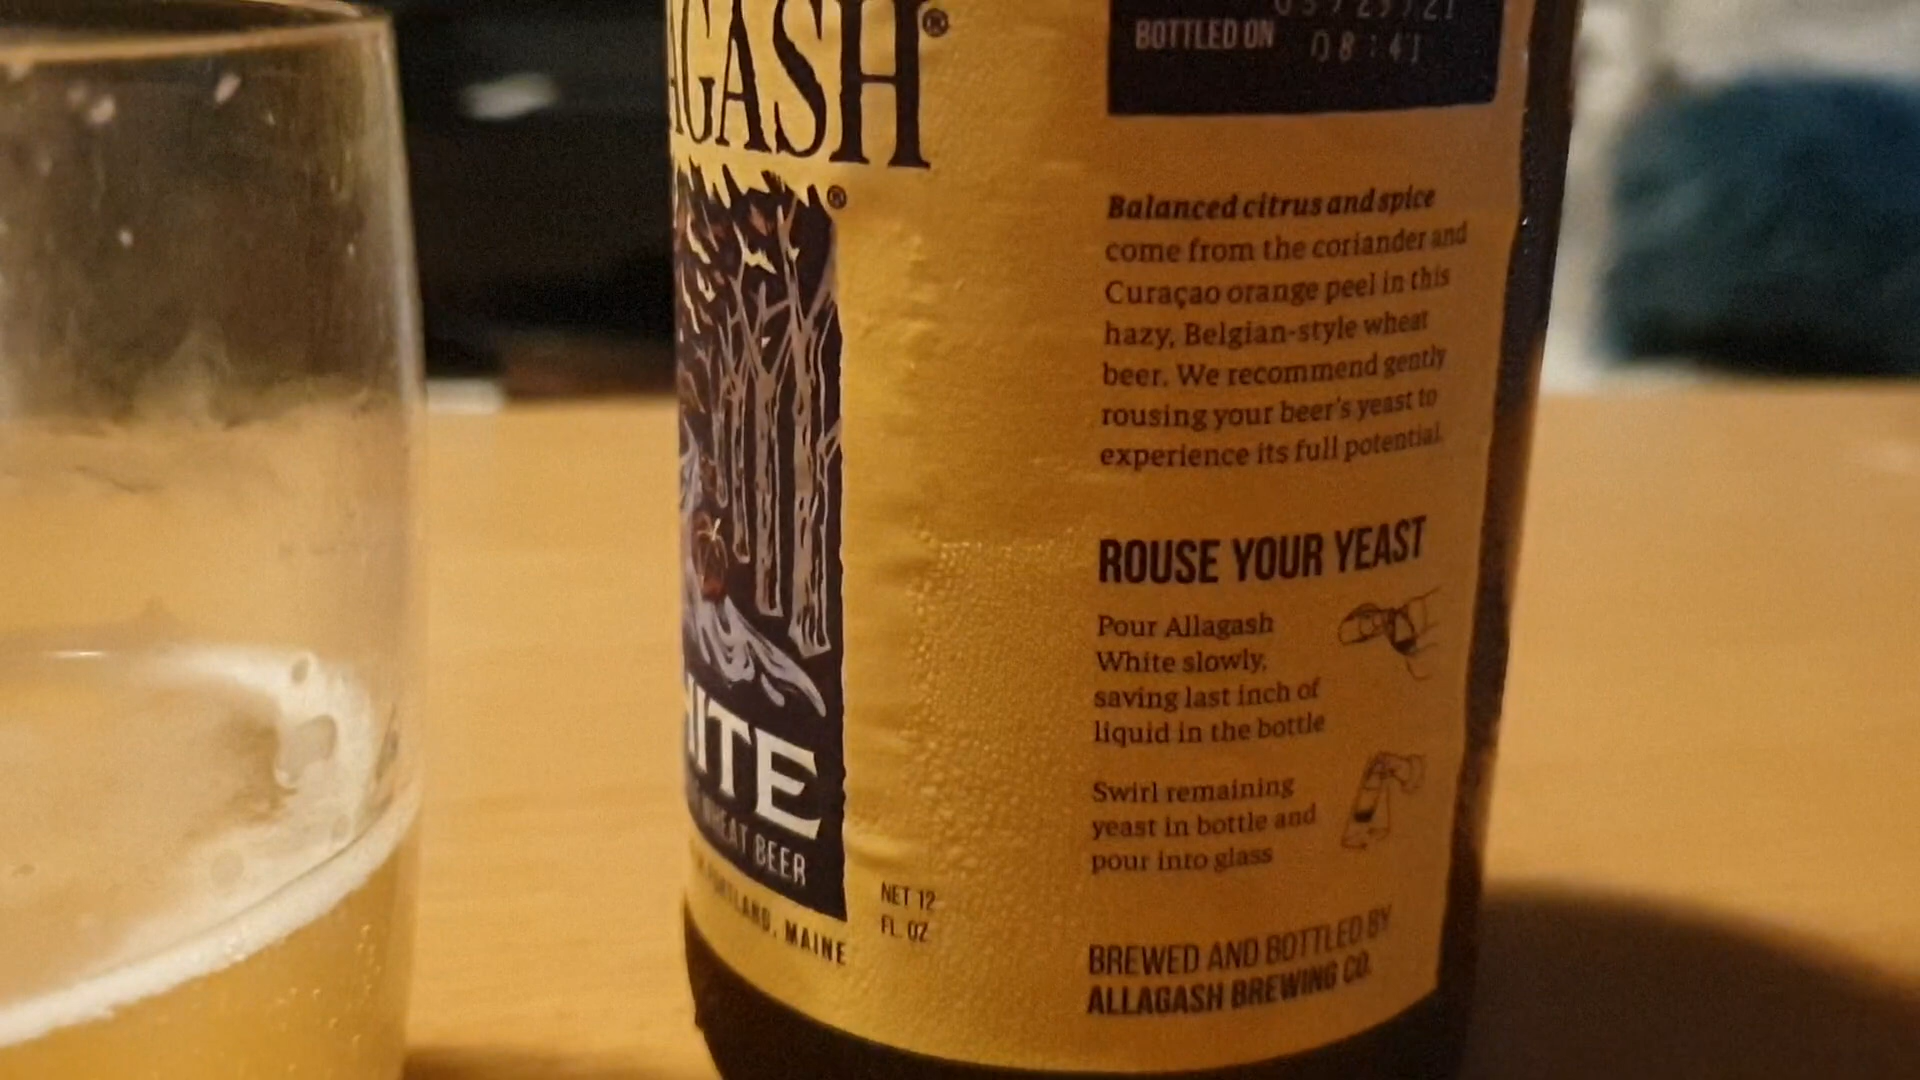 AGASH®
®
HITE
WHEAT BEER
PORTLAND, MAINE
NET 12
FL. OZ
BOTTLED ON
08:41
Balanced citrus and spice
come from the coriander and
Curaçao orange peel in this
hazy, Belgian-style wheat
beer. We recommend gently
rousing your beer's yeast to
experience its full potential.
ROUSE YOUR YEAST
Pour Allagash
White slowly,
saving last inch of
liquid in the bottle
Swirl remaining
yeast in bottle and
pour into glass
BREWED AND BOTTLED BY
ALLAGASH BREWING CO.